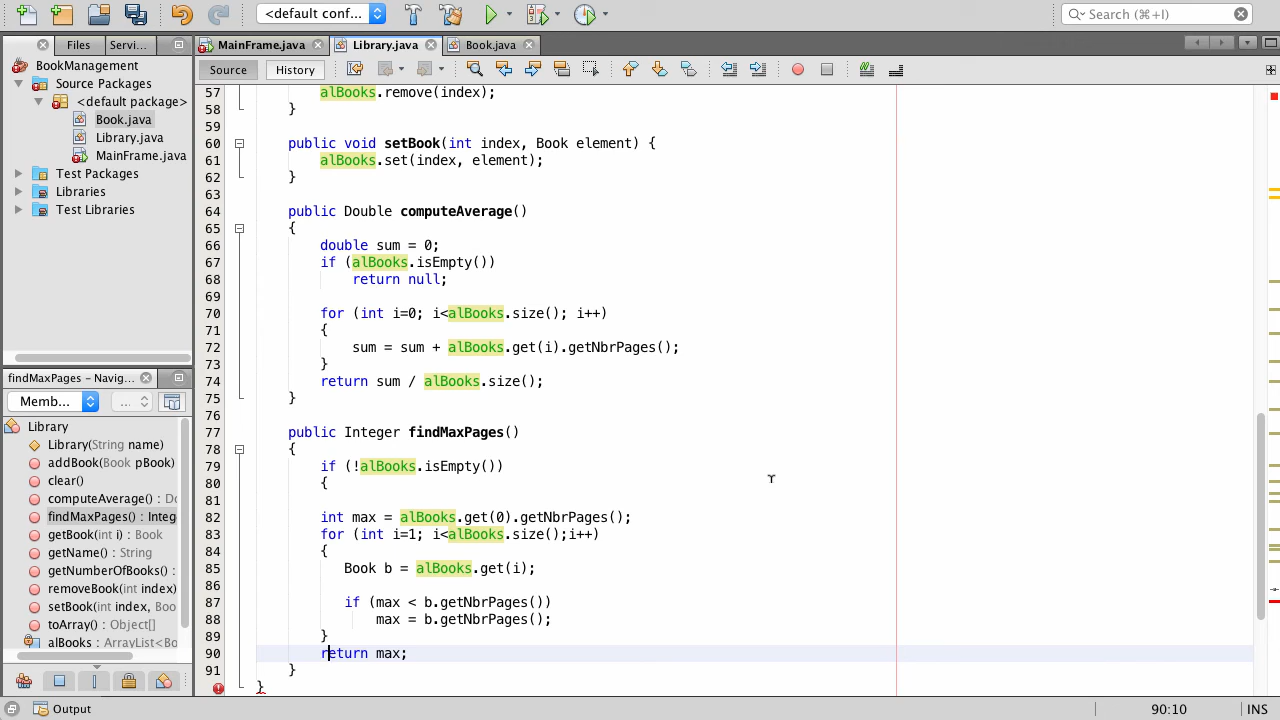 <default conf...
Search (⌘+l)
Files
Servi...
MainFrame.java
Library.java
Book.java
Source
History
BookManagement
Source Packages
<default package>
Book.java
Library.java
MainFrame.java
Test Packages
Libraries
Test Libraries
findMaxPages – Navig...
Memb...
...
Library
Library(String name)
addBook(Book pBook)
clear()
computeAverage() : Do
findMaxPages() : Integ
getBook(int i) : Book
getName() : String
getNumberOfBooks() :
removeBook(int index)
setBook(int index, Boo
toArray() : Object[]
alBooks : ArrayList<Bo
57 alBooks.remove(index);
58 }
59
60 public void setBook(int index, Book element) {
61 alBooks.set(index, element);
62 }
63
64 public Double computeAverage()
65 {
66 double sum = 0;
67 if (alBooks.isEmpty())
68 return null;
69
70 for (int i=0; i<alBooks.size(); i++)
71 {
72 sum = sum + alBooks.get(i).getNbrPages();
73 }
74 return sum / alBooks.size();
75 }
76
77 public Integer findMaxPages()
78 {
79 if (!alBooks.isEmpty())
80 {
81
82 int max = alBooks.get(0).getNbrPages();
83 for (int i=1; i<alBooks.size();i++)
84 {
85 Book b = alBooks.get(i);
86
87 if (max < b.getNbrPages())
88 max = b.getNbrPages();
89 }
90 return max;
91 }
}
Output
90:10
INS